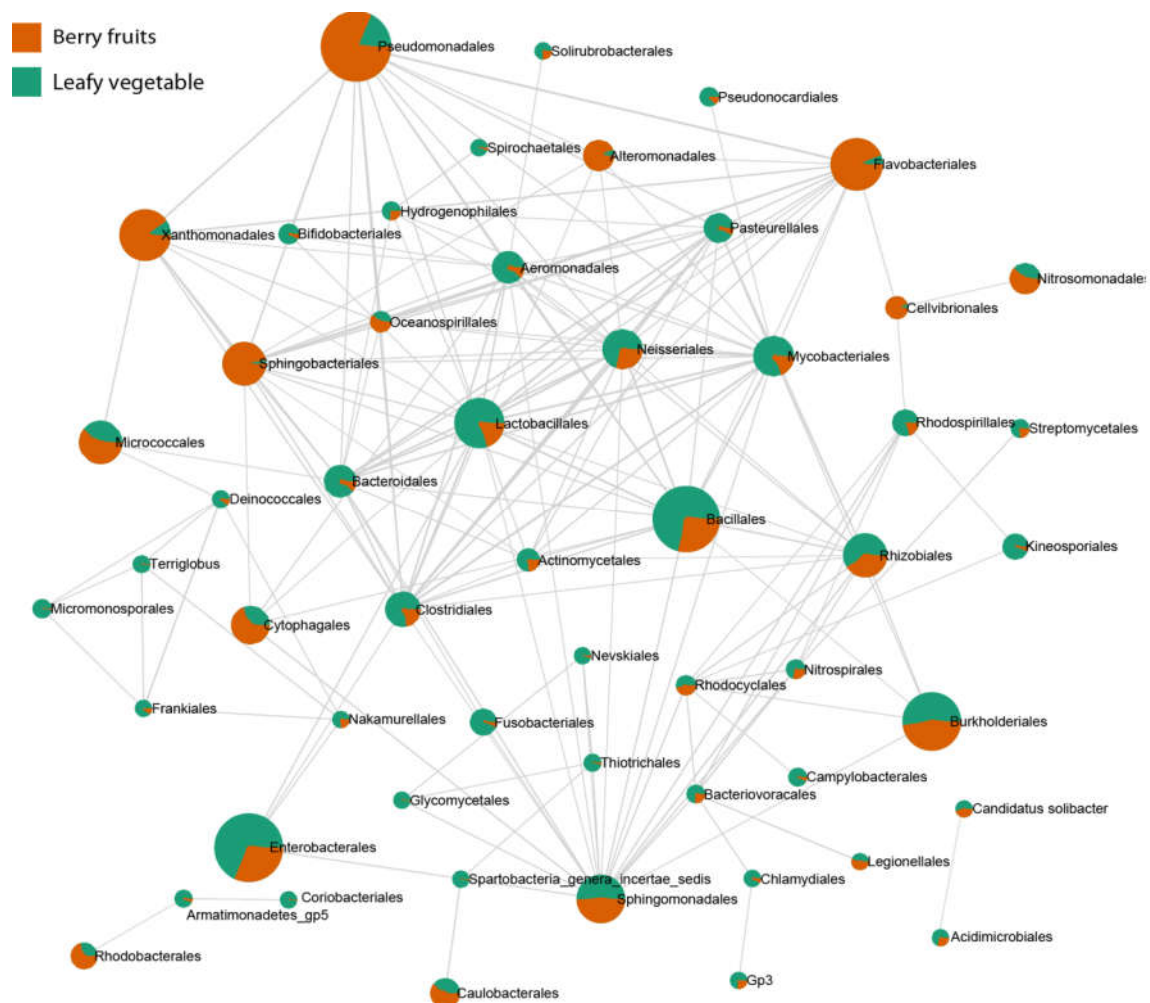 Berry fruits
Leafy vegetable
Pseudomonadales
Solirubrobacterales
Pseudonocardiales
Spirochaetales
Alteromonadales
Flavobacteriales
Hydrogenophilales
Xanthomonadales
Bifidobacteriales
Pasteurellales
Aeromonadales
Nitrosomonadales
Cellvibrionales
Oceanospirillales
Neisseriales
Mycobacteriales
Sphingobacteriales
Lactobacillales
Rhodospirillales
Streptomycetales
Micrococcales
Bacteroidales
Deinococcales
Bacillales
Kineosporiales
Rhizobiales
Actinomycetales
Terriglobus
Micromonosporales
Clostridiales
Cytophagales
Nevskiales
Nitrospirales
Rhodocyclales
Frankiales
Nakamurellales
Fusobacteriales
Burkholderiales
Thiotrichales
Campylobacterales
Glycomycetales
Bacteriovoracales
Candidatus solibacter
Enterobacterales
Legionellales
Spartobacteria_genera_incertae_sedis
Chlamydiales
Coriobacteriales
Sphingomonadales
Armatimonadetes_gp5
Acidimicrobiales
Rhodobacterales
Gp3
Caulobacterales